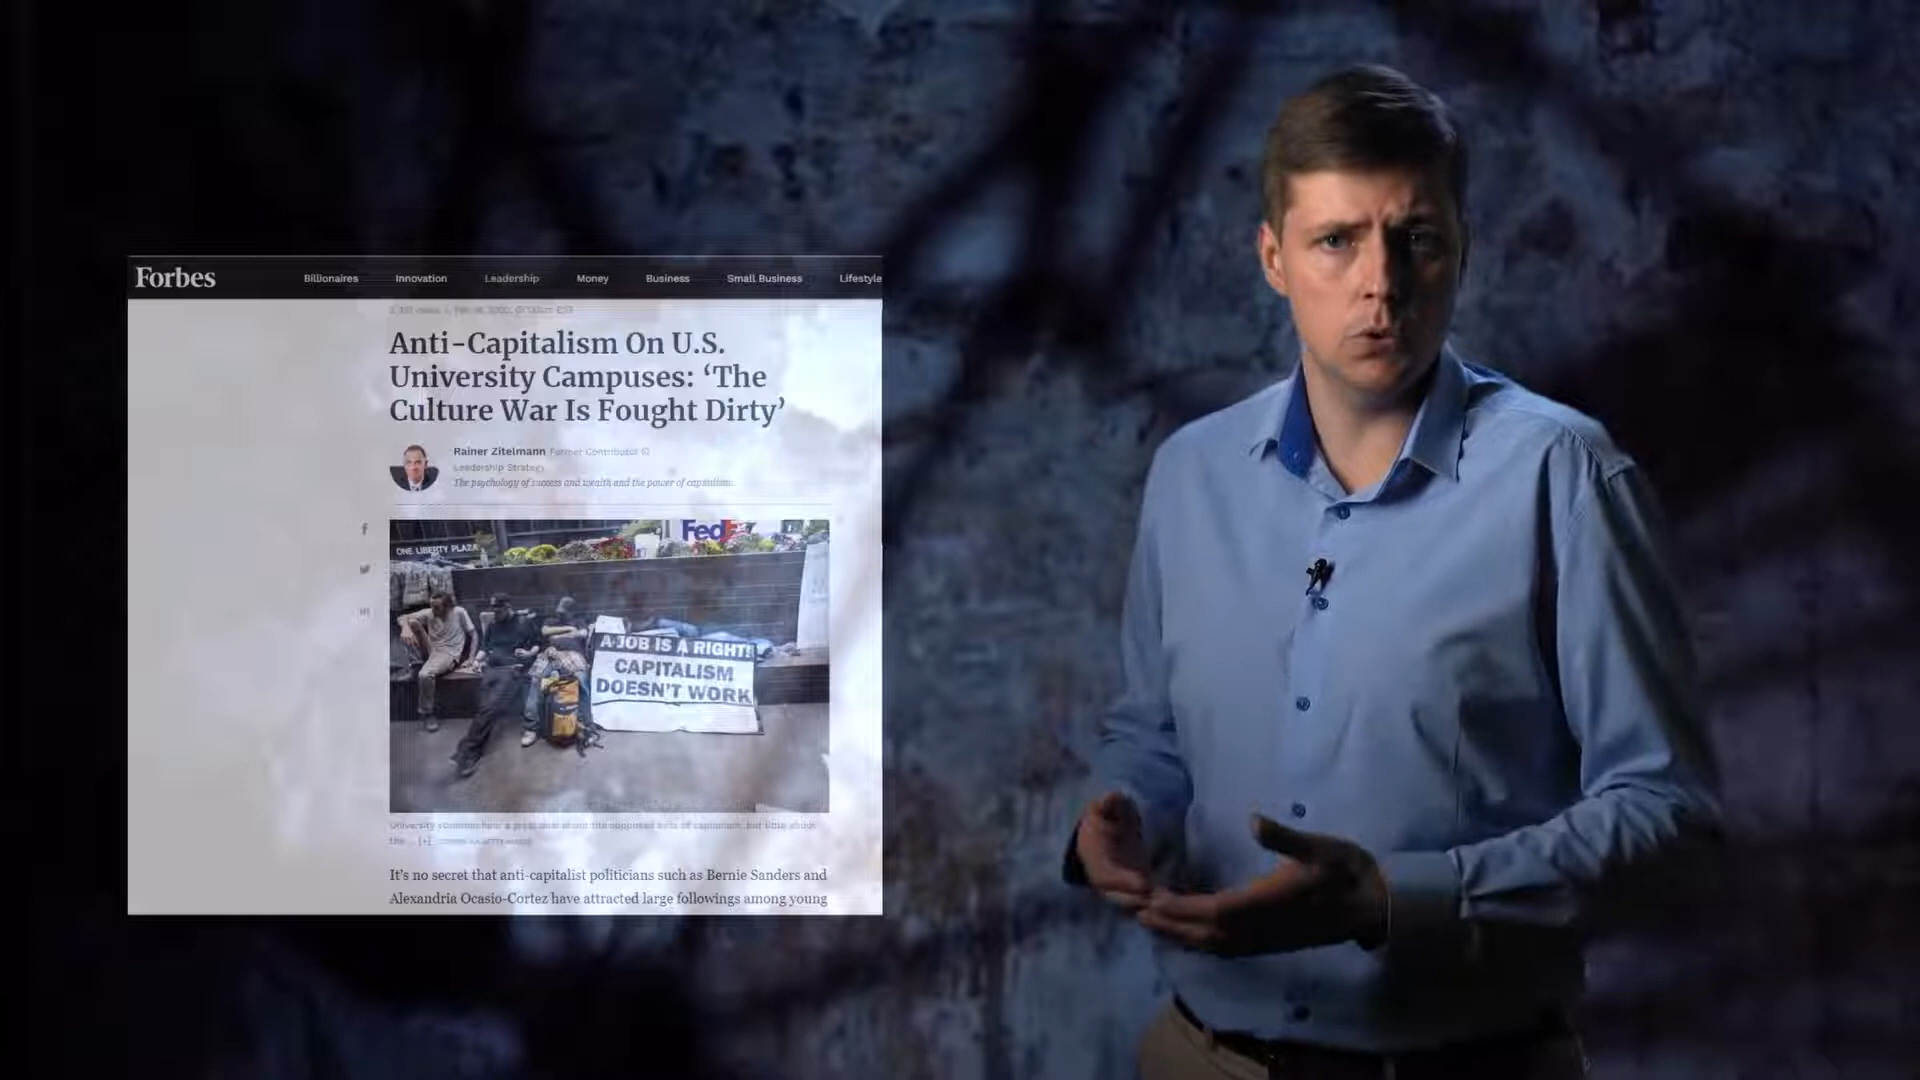 Forbes
Billionaires Innovation Leadership Money Business Small Business Lifestyle
Anti-Capitalism On U.S.
University Campuses: ‘The
Culture War Is Fought Dirty’
Rainer Zitelmann Former Contributor
Leadership Strategy
The psychology of success and wealth and the power of capitalism.
FedE
ONE LIBERTY PLAZA
A JOB IS A RIGHT!
CAPITALISM
DOESN'T WORK
It’s no secret that anti-capitalist politicians such as Bernie Sanders and
Alexandria Ocasio-Cortez have attracted large followings among young